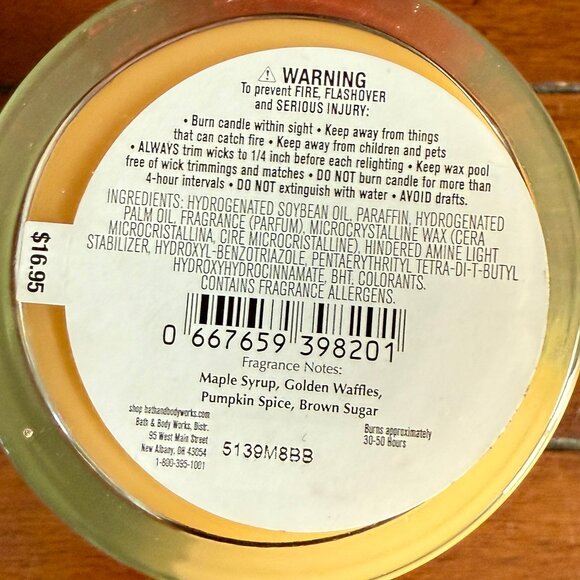 ⚠ WARNING
To prevent FIRE, FLASHOVER
and SERIOUS INJURY:
• Burn candle within sight • Keep away from things
that can catch fire • Keep away from children and pets
• ALWAYS trim wicks to 1/4 inch before each relighting • Keep wax pool
free of wick trimmings and matches • DO NOT burn candle for more than
4-hour intervals • DO NOT extinguish with water • AVOID drafts.
INGREDIENTS: HYDROGENATED SOYBEAN OIL, PARAFFIN, HYDROGENATED
PALM OIL, FRAGRANCE (PARFUM), MICROCRYSTALLINE WAX (CERA
MICROCRISTALLINA, CIRE MICROCRISTALLINE), HINDERED AMINE LIGHT
STABILIZER, HYDROXYL-BENZOTRIAZOLE, PENTAERYTHRITYL TETRA-DI-T-BUTYL
HYDROXYHYDROCINNAMATE, BHT. COLORANTS.
CONTAINS FRAGRANCE ALLERGENS.
$16.95
0 667659 398201
Fragrance Notes:
Maple Syrup, Golden Waffles,
Pumpkin Spice, Brown Sugar
shop bathandbodyworks.com
Bath & Body Works, Distr.
95 West Main Street
New Albany, OH 43054
1-800-395-1001
5139M8BB
Burns approximately
30-50 Hours